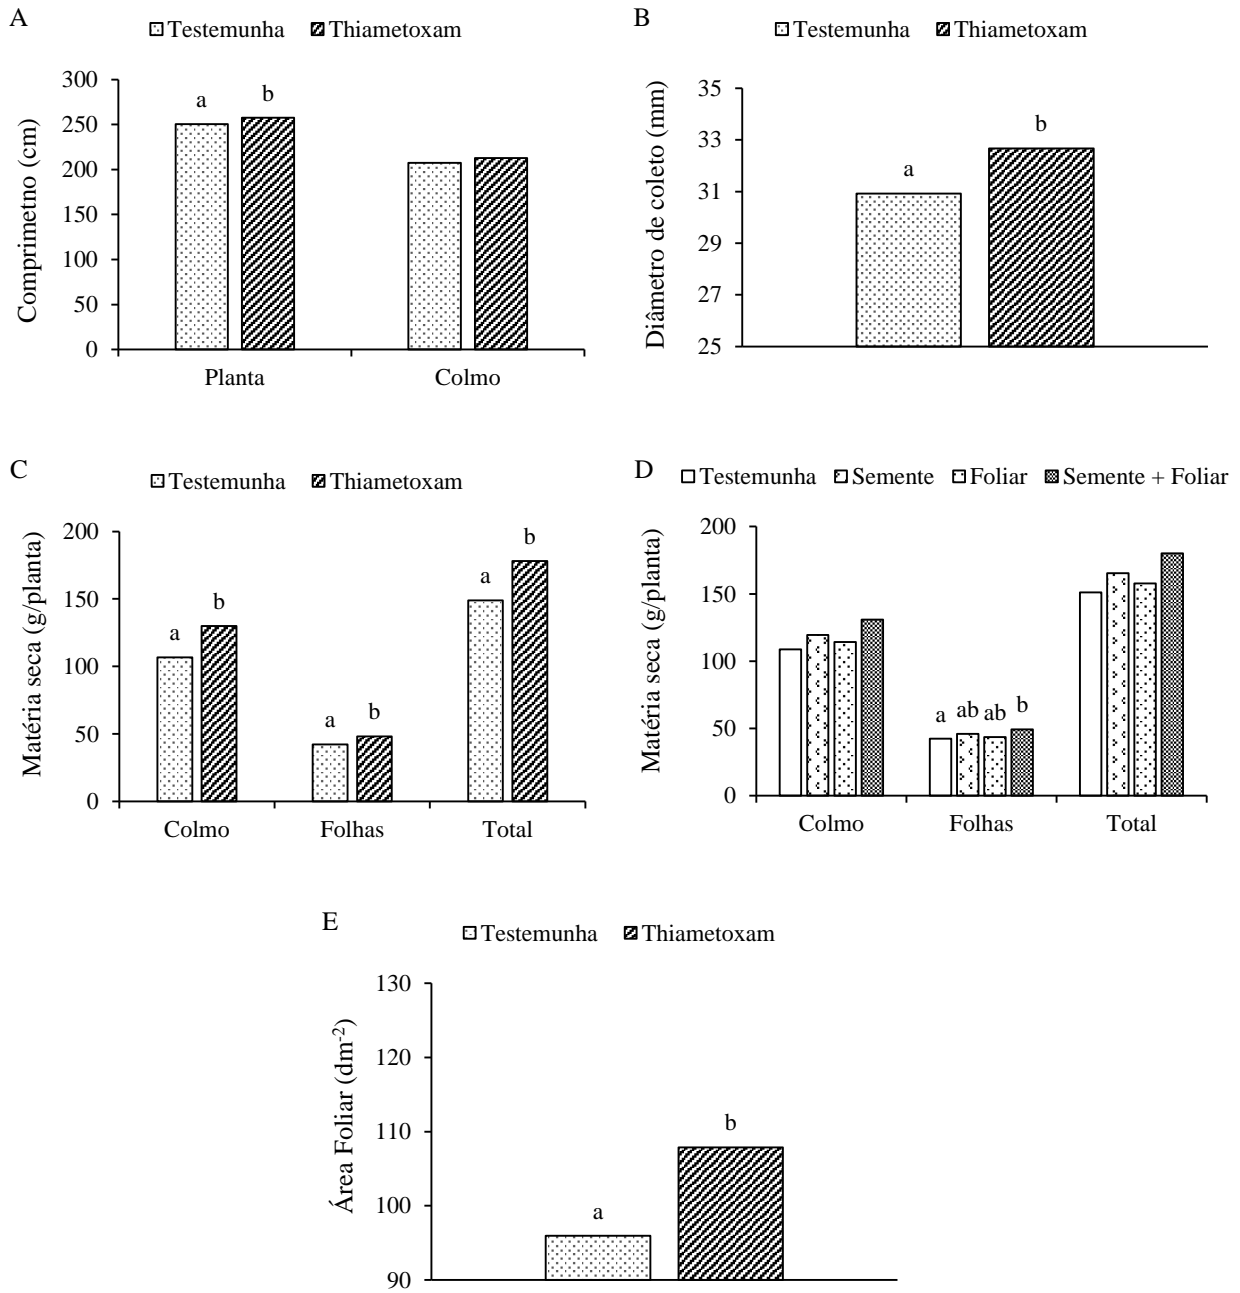 A
Testemunha Thiametoxam
Comprimetno (cm)
300
250
200
150
100
50
0
a b
Planta Colmo
B
Testemunha Thiametoxam
Diâmetro de coleto (mm)
35
33
31
29
27
25
a b
C
Testemunha Thiametoxam
Matéria seca (g/planta)
200
150
100
50
0
a b a b a b
Colmo Folhas Total
D
Testemunha Semente Foliar Semente + Foliar
Matéria seca (g/planta)
200
150
100
50
0
a ab ab b
Colmo Folhas Total
E
Testemunha Thiametoxam
Área Foliar (dm⁻²)
130
120
110
100
90
a b